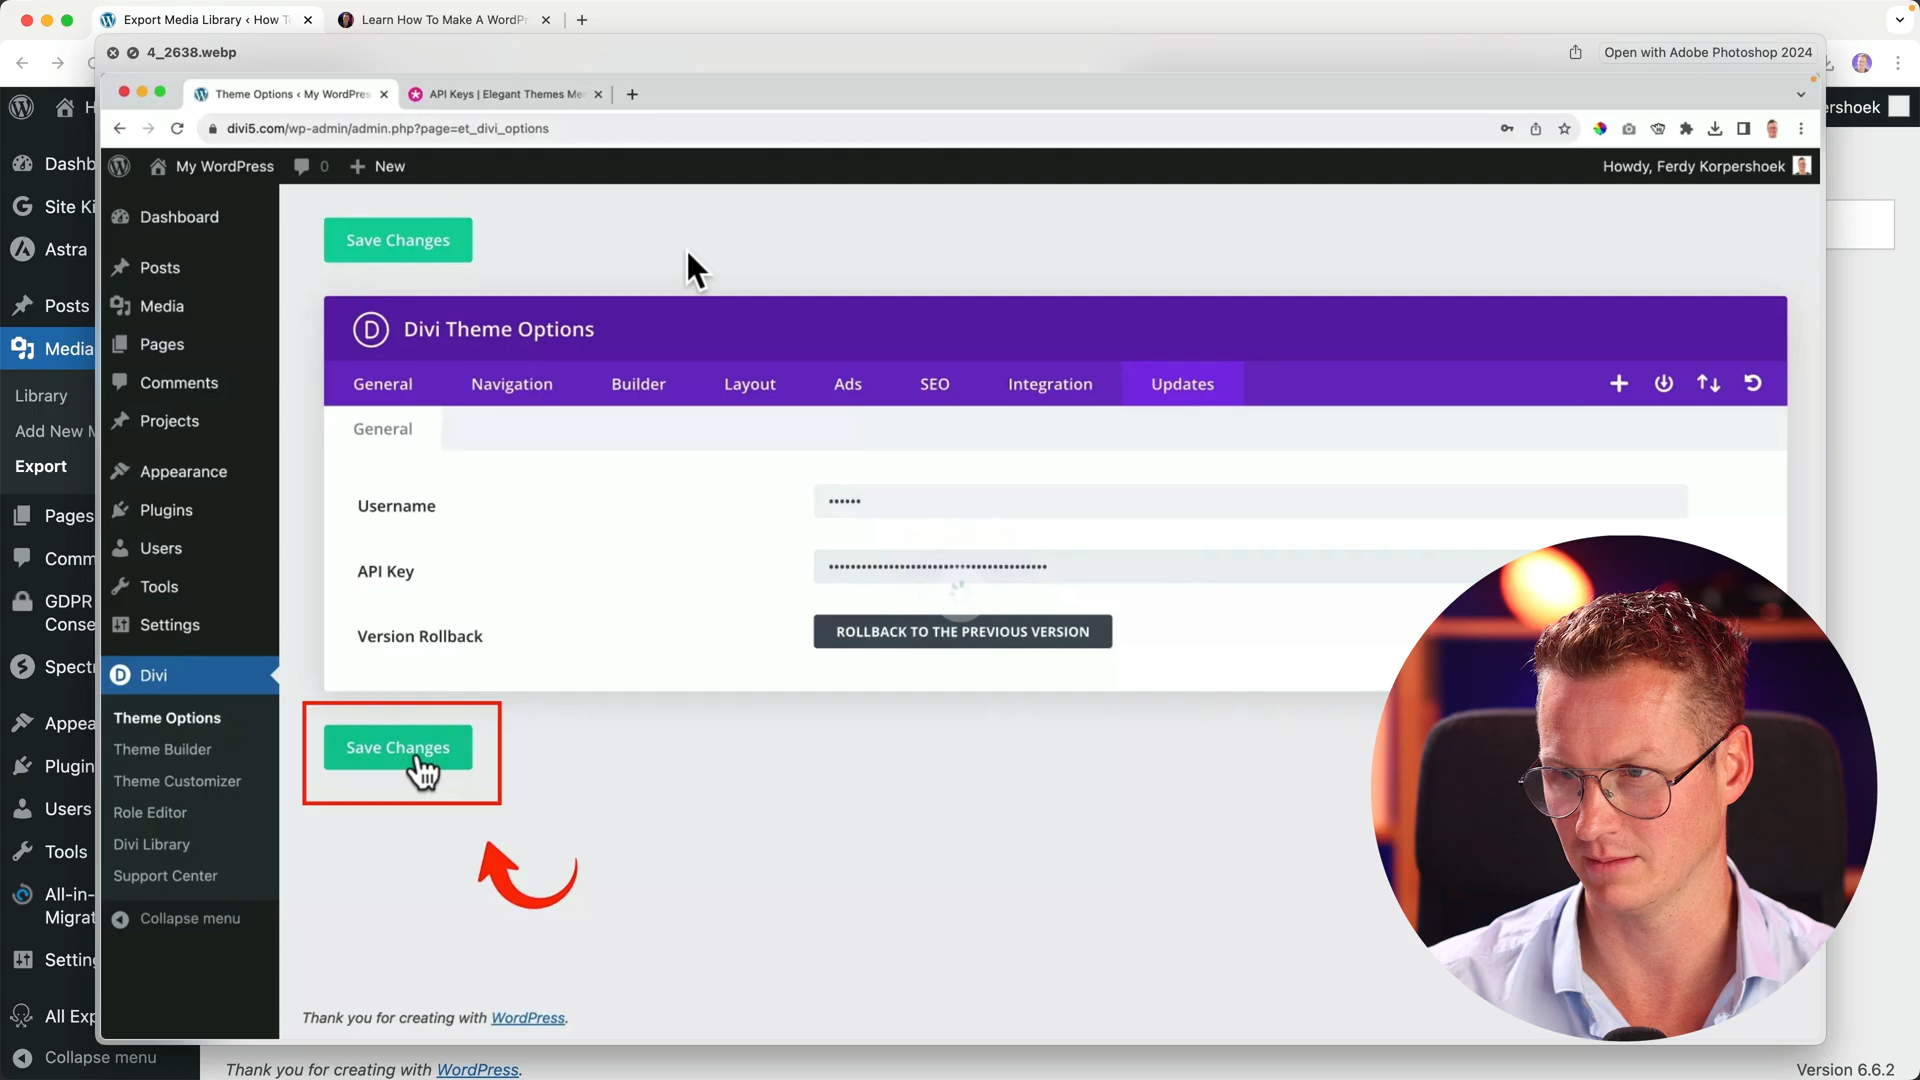 Export Media Library ‹ How T
Learn How To Make A WordPr
4_2638.webp
Open with Adobe Photoshop 2024
Theme Options ‹ My WordPres
API Keys | Elegant Themes Me
divi5.com/wp-admin/admin.php?page=et_divi_options
H
ershoek
My WordPress
0
New
Howdy, Ferdy Korpershoek
Dashb
Site Ki
Astra
Posts
Media
Library
Add New M
Export
Pages
Comm
GDPR
Conse
Spectr
Appea
Plugin
Users
Tools
All-in-
Migrat
Setting
All Exp
Collapse menu
Dashboard
Posts
Media
Pages
Comments
Projects
Appearance
Plugins
Users
Tools
Settings
Divi
Theme Options
Theme Builder
Theme Customizer
Role Editor
Divi Library
Support Center
Collapse menu
Save Changes
D Divi Theme Options
General
Navigation
Builder
Layout
Ads
SEO
Integration
Updates
General
Username
••••••
API Key
Version Rollback
ROLLBACK TO THE PREVIOUS VERSION
Save Changes
Thank you for creating with WordPress.
Thank you for creating with WordPress.
Version 6.6.2